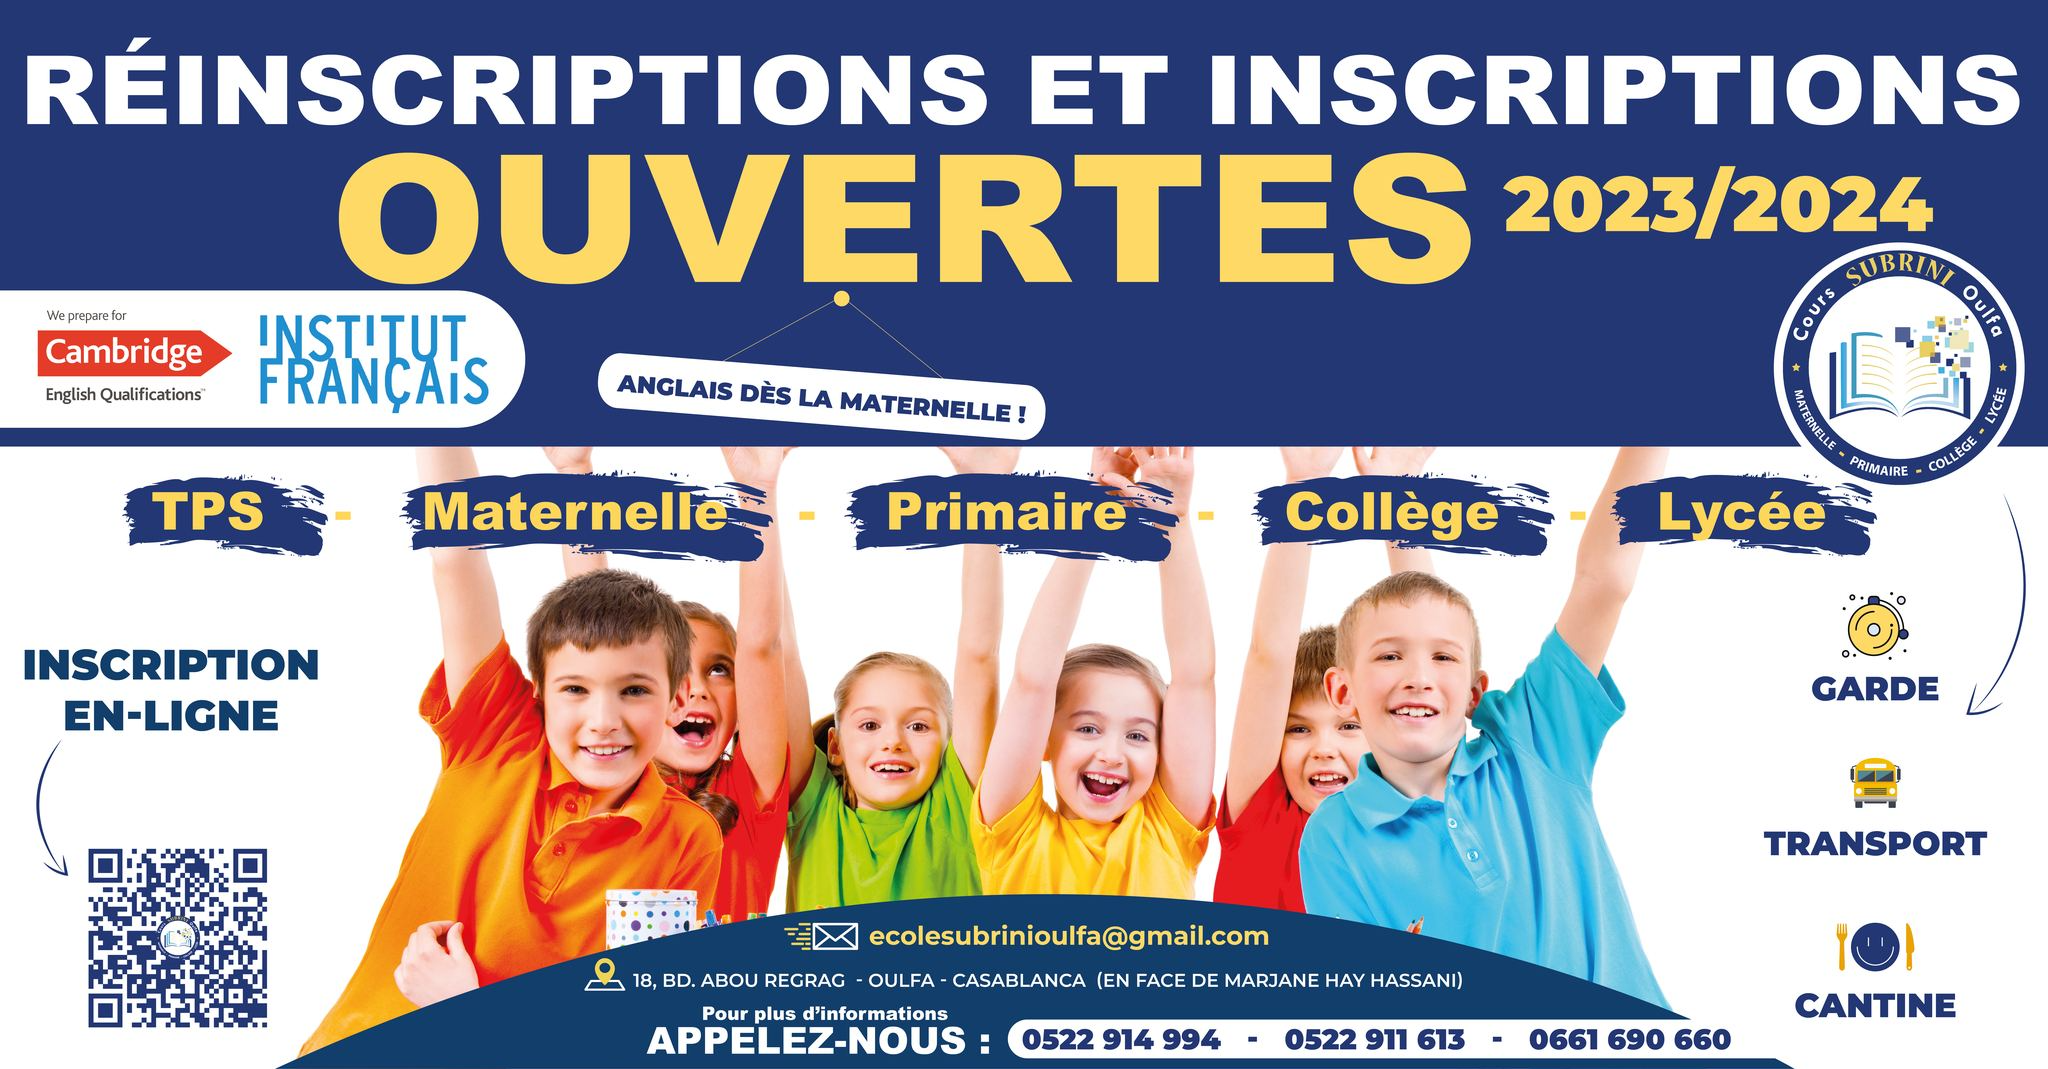 RÉINSCRIPTIONS ET INSCRIPTIONS
OUVERTES 2023/2024
We prepare for
Cambridge
English Qualifications™
INSTITUT
FRANÇAIS
ANGLAIS DÈS LA MATERNELLE !
Cours SUBRINI Oulfa
MATERNELLE - PRIMAIRE - COLLÈGE - LYCÉE
TPS - Maternelle - Primaire - Collège - Lycée
INSCRIPTION
EN-LIGNE
GARDE
TRANSPORT
CANTINE
ecolesubrinioulfa@gmail.com
18, BD. ABOU REGRAG - OULFA - CASABLANCA (EN FACE DE MARJANE HAY HASSANI)
Pour plus d'informations
APPELEZ-NOUS : 0522 914 994 - 0522 911 613 - 0661 690 660